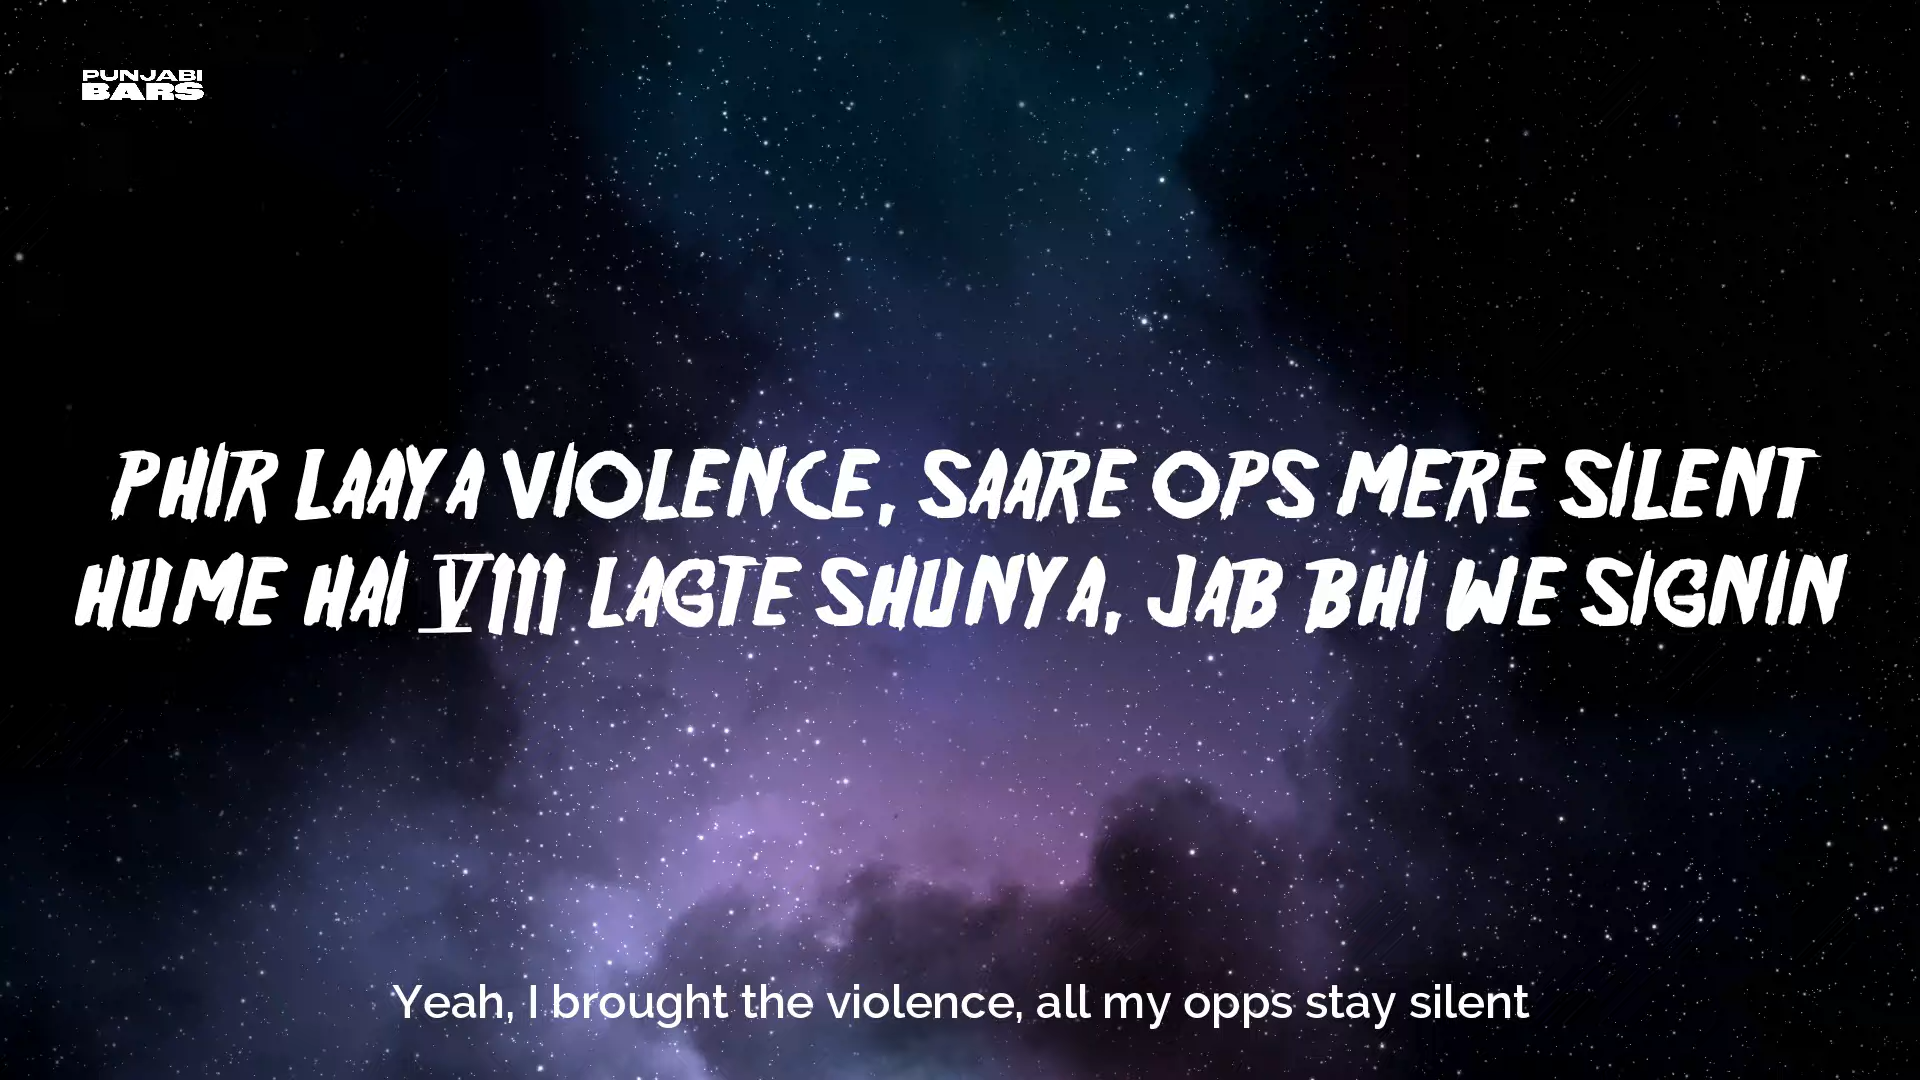 PUNJABI
BARS
PHIR LAAYA VIOLENCE, SAARE OPS MERE SILENT
HUME HAI VIII LAGTE SHUNYA, JAB BHI WE SIGNIN
Yeah, I brought the violence, all my opps stay silent